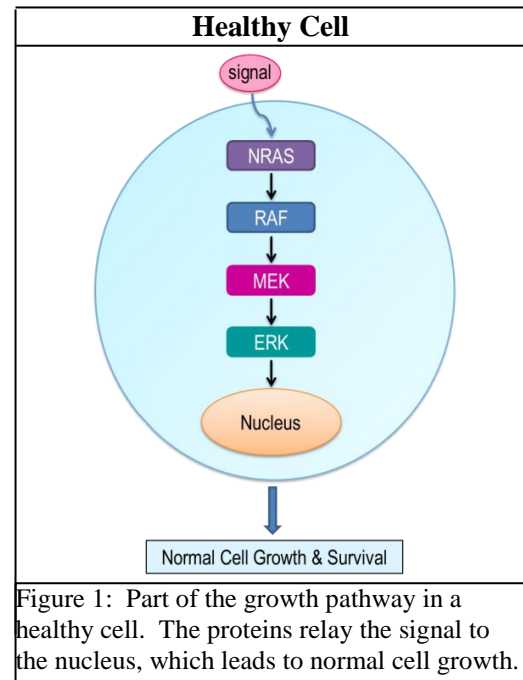 Healthy Cell
signal
NRAS
RAF
MEK
ERK
Nucleus
Normal Cell Growth & Survival
Figure 1:  Part of the growth pathway in a
healthy cell.  The proteins relay the signal to
the nucleus, which leads to normal cell growth.